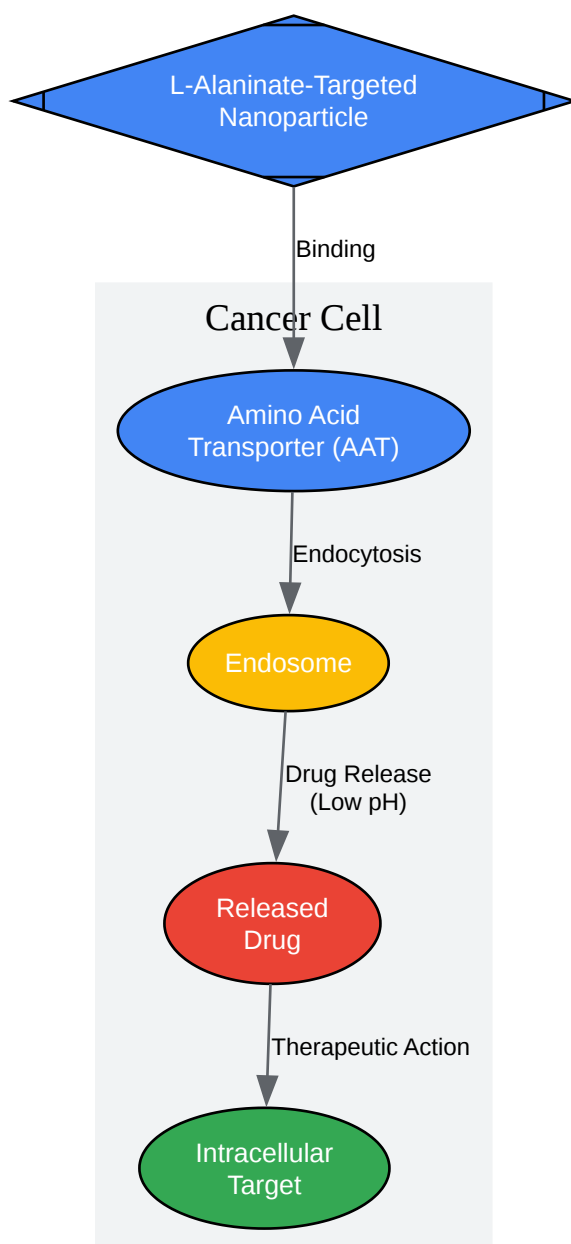 L-Alaninate-Targeted
Nanoparticle
Binding
Cancer Cell
Amino Acid
Transporter (AAT)
Endocytosis
Endosome
Drug Release
(Low pH)
Released
Drug
Therapeutic Action
Intracellular
Target